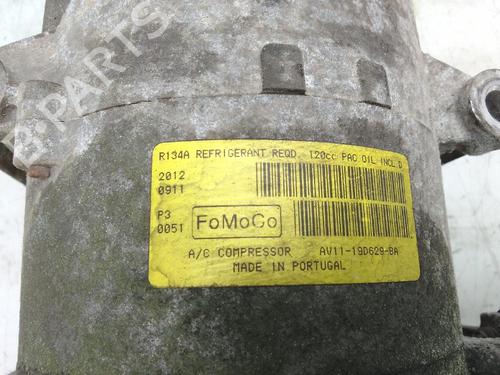 B-PARTS
R134A REFRIGERANT REQD. 120cc PAG OIL INCL D
2012
0911
P3
0051
FoMoCo
A/C COMPRESSOR AV11-19D629-BA
MADE IN PORTUGAL